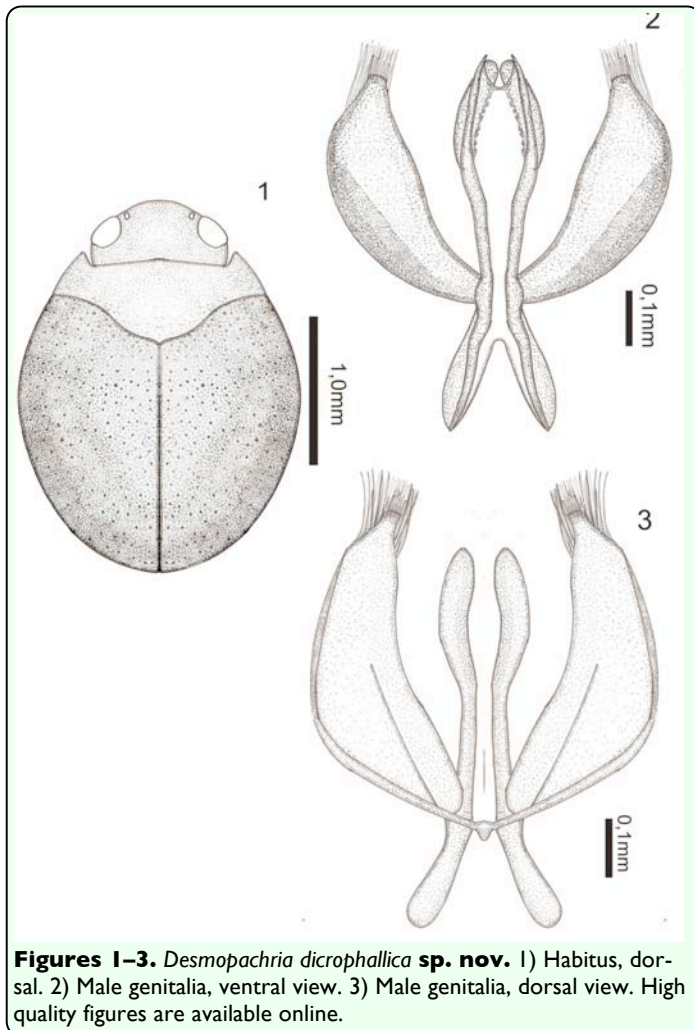 2
1
1,0mm
0,1mm
3
0,1mm
Figures 1–3. Desmopachria dicrophallica sp. nov. 1) Habitus, dor-
sal. 2) Male genitalia, ventral view. 3) Male genitalia, dorsal view. High
quality figures are available online.